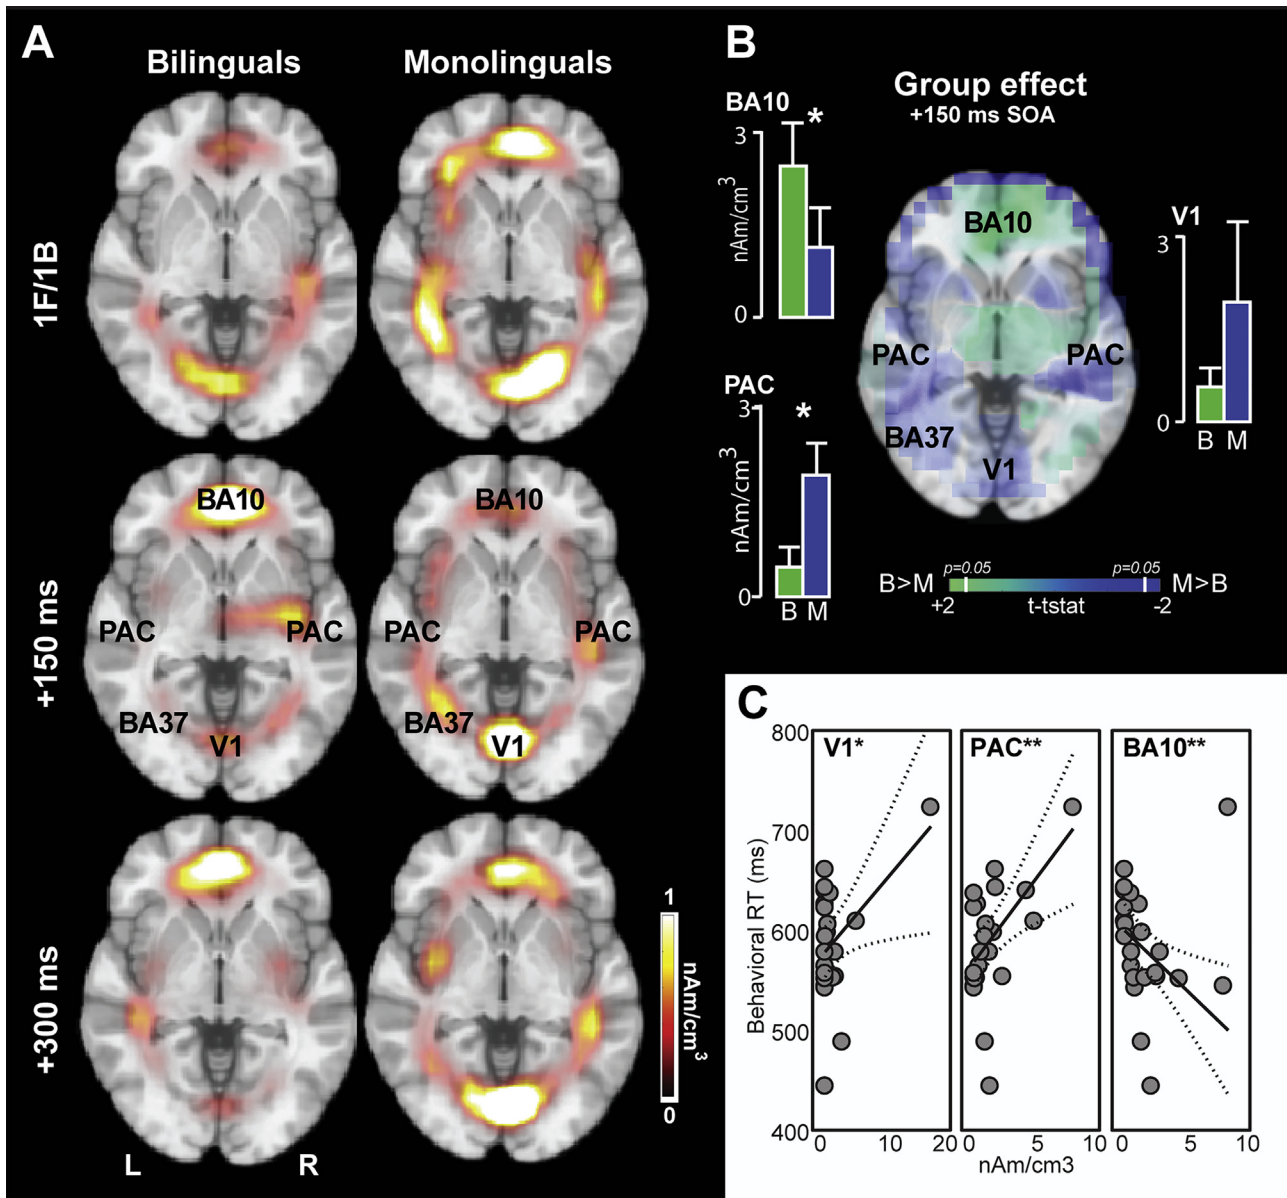 A
Bilinguals
Monolinguals
1F/1B
+150 ms
BA10
BA10
PAC
PAC
PAC
PAC
BA37
V1
BA37
V1
+300 ms
L
R
1
nAm/cm3
0
B
Group effect
+150 ms SOA
BA10
3
*
nAm/cm3
0
PAC
3
*
nAm/cm3
0
B M
BA10
PAC
PAC
BA37
V1
V1
3
0
B M
B>M
p=0.05
p=0.05
M>B
+2
t-tstat
-2
C
V1*
PAC**
BA10**
Behavioral RT (ms)
800
700
600
500
400
0 10 20
0 5 10
0 5 10
nAm/cm3